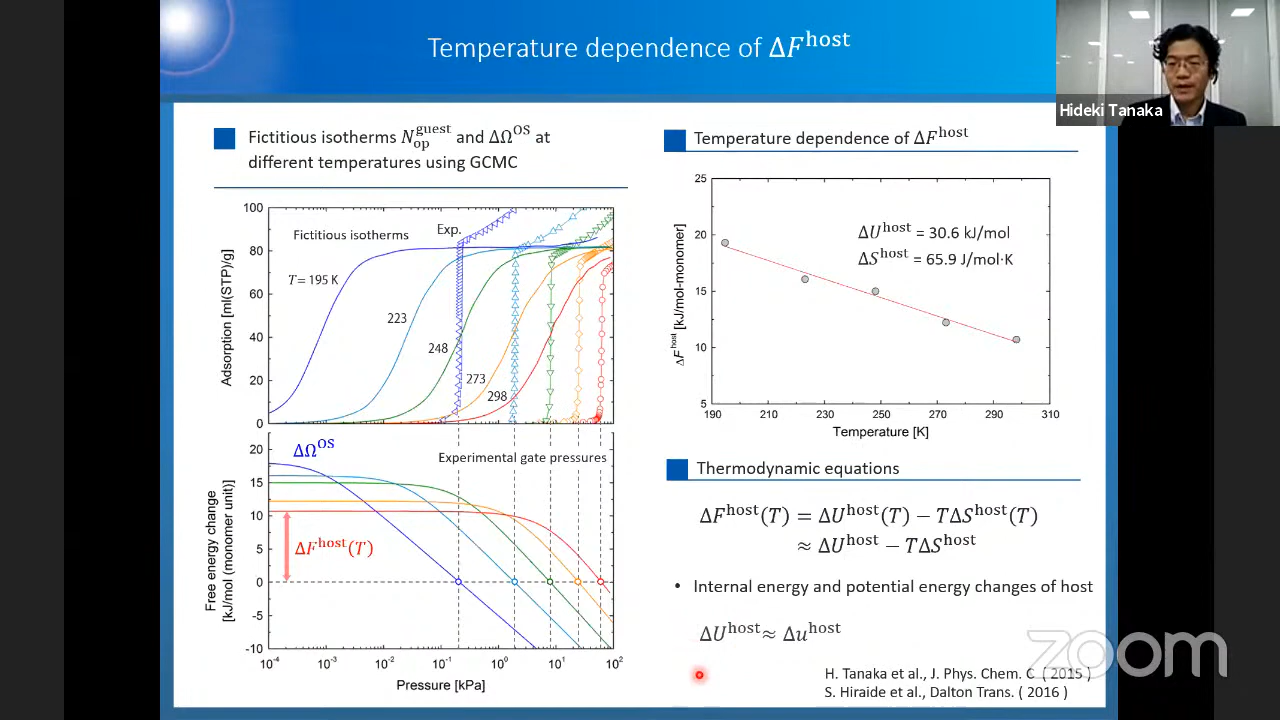 Temperature dependence of ΔF^host
Hideki Tanaka
Fictitious isotherms N_op^guest and ΔΩ^OS at
different temperatures using GCMC
100
80
60
40
20
0
Adsorption [ml(STP)/g]
Fictitious isotherms
Exp.
T = 195 K
223
248
273
298
20
15
10
5
0
-5
-10
Free energy change
[kJ/mol (monomer unit)]
ΔΩ^OS
Experimental gate pressures
ΔF^host(T)
10^-4
10^-3
10^-2
10^-1
10^0
10^1
10^2
Pressure [kPa]
Temperature dependence of ΔF^host
25
20
15
10
5
ΔF^host [kJ/mol-monomer]
ΔU^host = 30.6 kJ/mol
ΔS^host = 65.9 J/mol·K
190
210
230
250
270
290
310
Temperature [K]
Thermodynamic equations
ΔF^host(T) = ΔU^host(T) − TΔS^host(T)
≈ ΔU^host − TΔS^host
• Internal energy and potential energy changes of host
ΔU^host ≈ Δu^host
zoom
H. Tanaka et al., J. Phys. Chem. C ( 2015 )
S. Hiraide et al., Dalton Trans. ( 2016 )